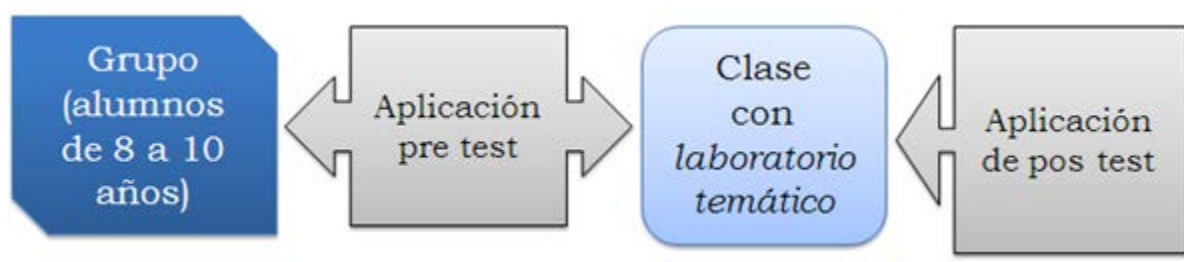 Grupo
(alumnos
de 8 a 10
años)
Aplicación
pre test
Clase
con
laboratorio
temático
Aplicación
de pos test